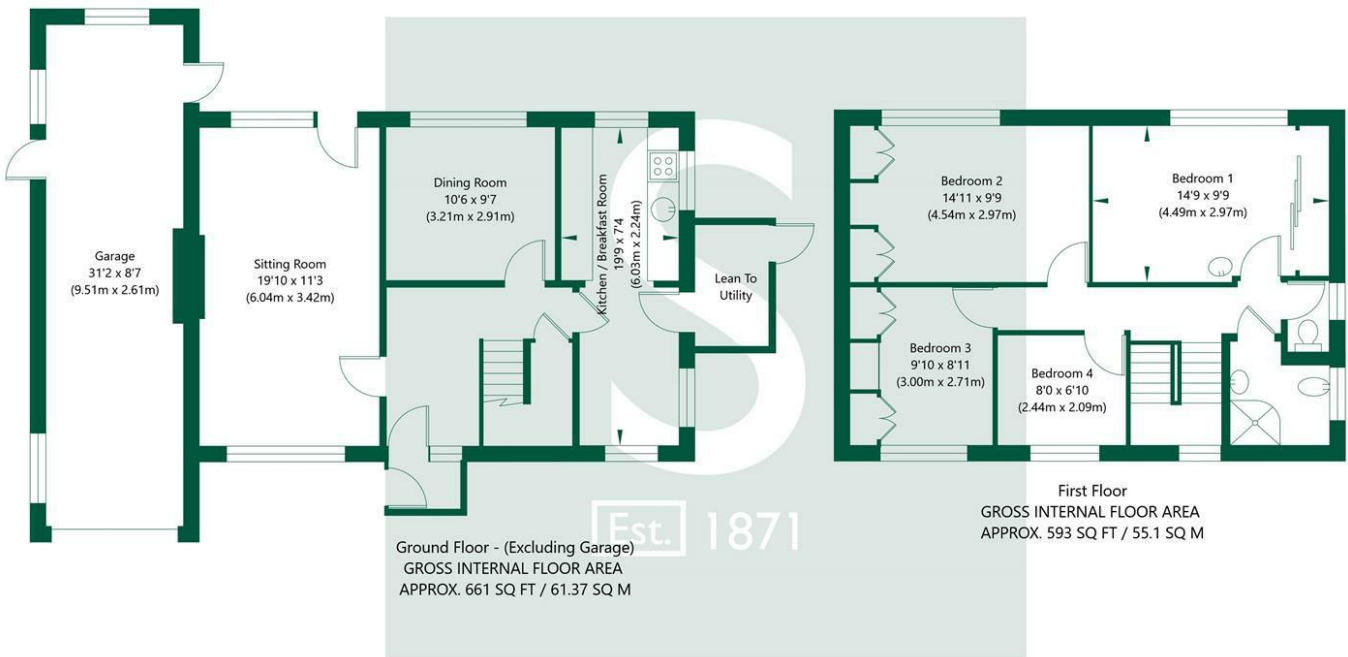 Garage
31'2 x 8'7
(9.51m x 2.61m)
Sitting Room
19'10 x 11'3
(6.04m x 3.42m)
Dining Room
10'6 x 9'7
(3.21m x 2.91m)
Kitchen / Breakfast Room
19'9 x 7'4
(6.03m x 2.24m)
Lean To
Utility
S
Est. 1871
Ground Floor - (Excluding Garage)
GROSS INTERNAL FLOOR AREA
APPROX. 661 SQ FT / 61.37 SQ M
Bedroom 2
14'11 x 9'9
(4.54m x 2.97m)
Bedroom 1
14'9 x 9'9
(4.49m x 2.97m)
Bedroom 3
9'10 x 8'11
(3.00m x 2.71m)
Bedroom 4
8'0 x 6'10
(2.44m x 2.09m)
First Floor
GROSS INTERNAL FLOOR AREA
APPROX. 593 SQ FT / 55.1 SQ M